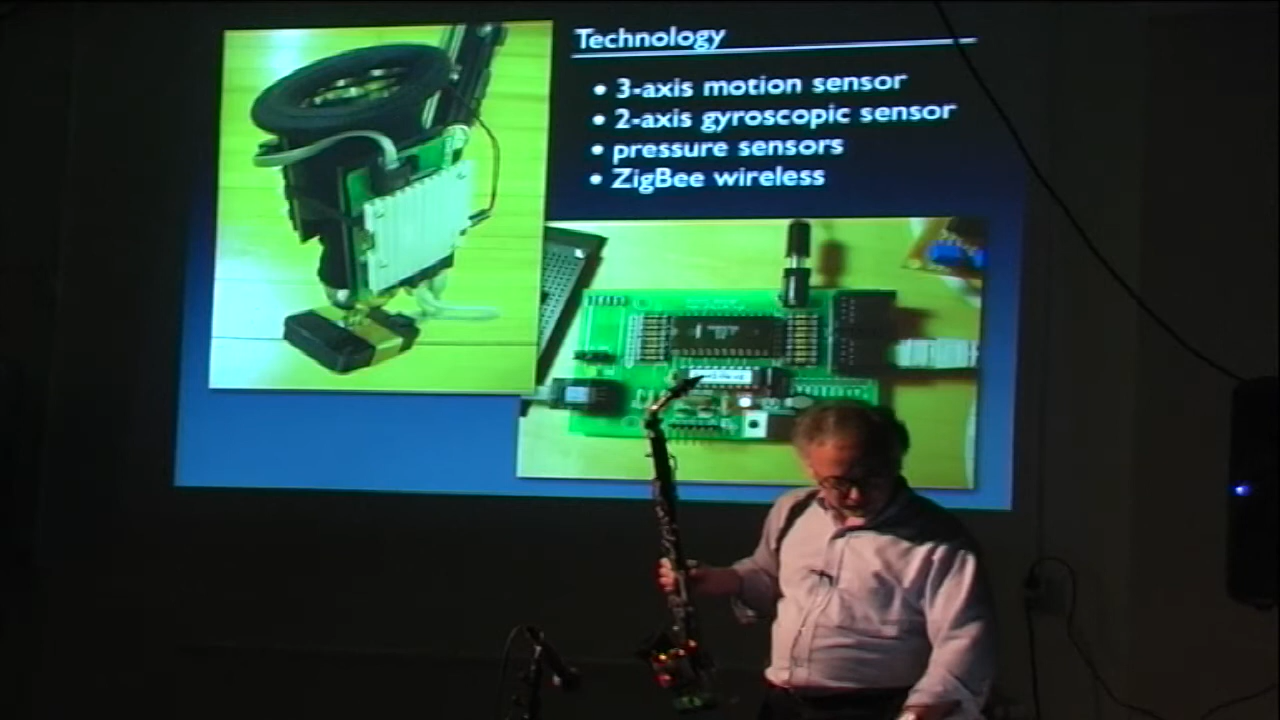 Technology
• 3-axis motion sensor
• 2-axis gyroscopic sensor
• pressure sensors
• ZigBee wireless